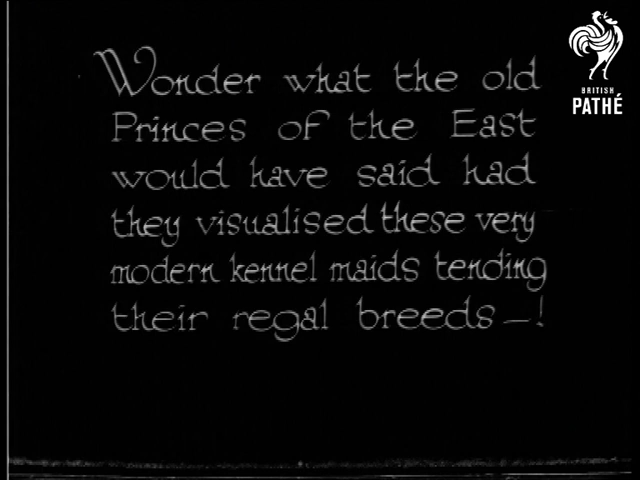 Wonder what the old
Princes of the East
would have said had
they visualised these very
modern kennel maids tending
their regal breeds — !
BRITISH
PATHÉ